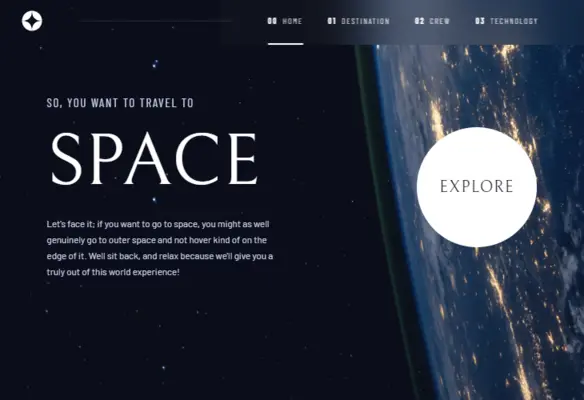 00 HOME 01 DESTINATION 02 CREW 03 TECHNOLOGY
SO, YOU WANT TO TRAVEL TO
SPACE
EXPLORE
Let's face it; if you want to go to space, you might as well
genuinely go to outer space and not hover kind of on the
edge of it. Well sit back, and relax because we'll give you a
truly out of this world experience!